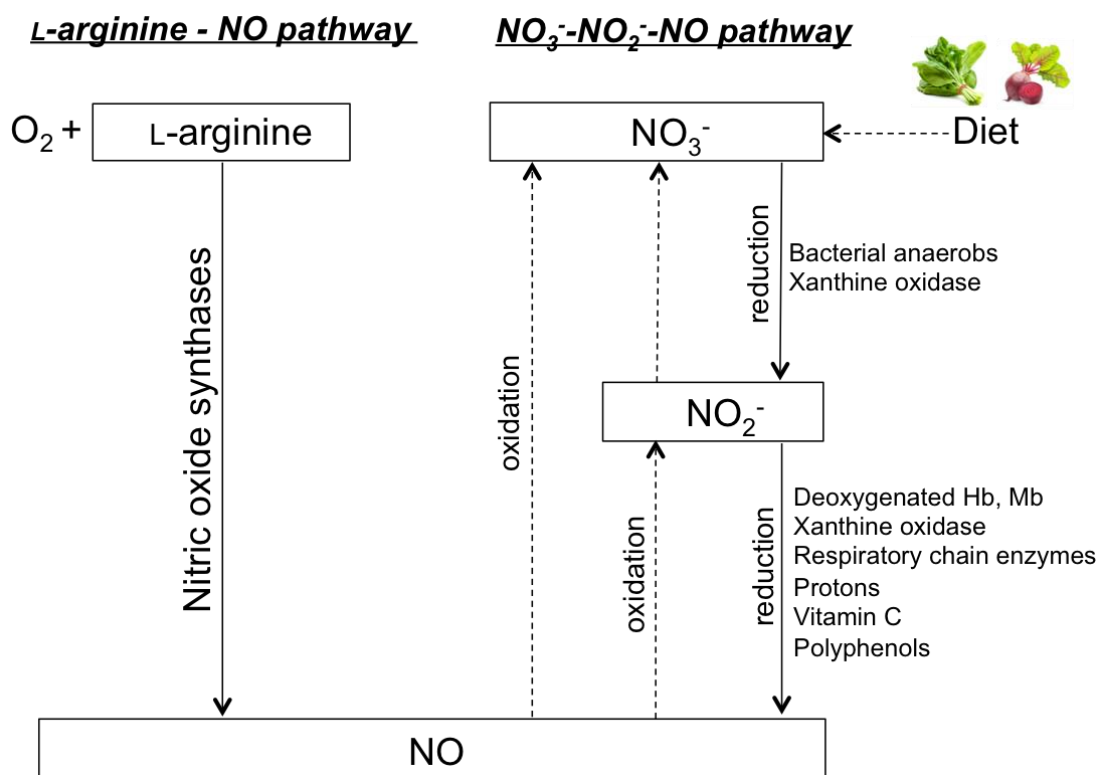 L-arginine - NO pathway
NO₃⁻-NO₂⁻-NO pathway
O₂ +
L-arginine
NO₃⁻
Diet
Nitric oxide synthases
oxidation
reduction
Bacterial anaerobs
Xanthine oxidase
NO₂⁻
oxidation
reduction
Deoxygenated Hb, Mb
Xanthine oxidase
Respiratory chain enzymes
Protons
Vitamin C
Polyphenols
NO